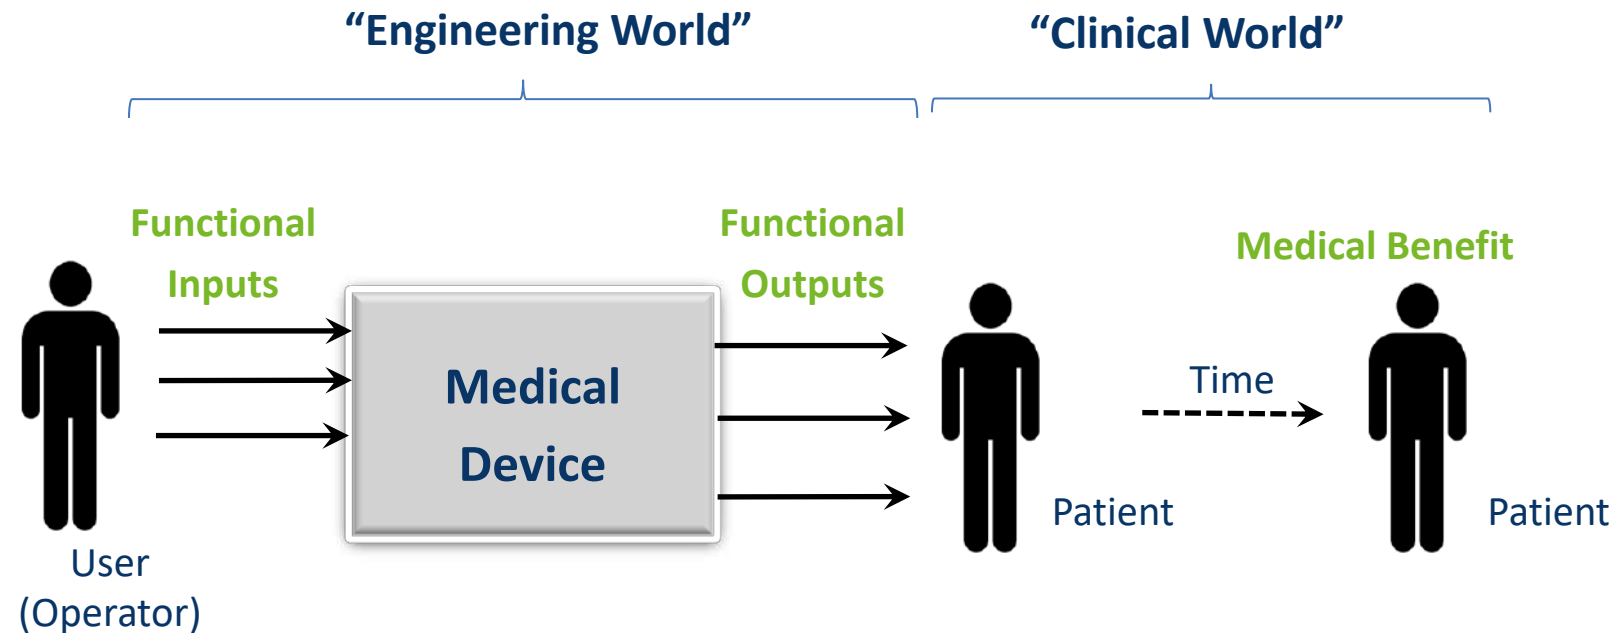 “Engineering World”
“Clinical World”
Functional
Inputs
Functional
Outputs
Medical Benefit
Medical
Device
Time
Patient
Patient
User
(Operator)